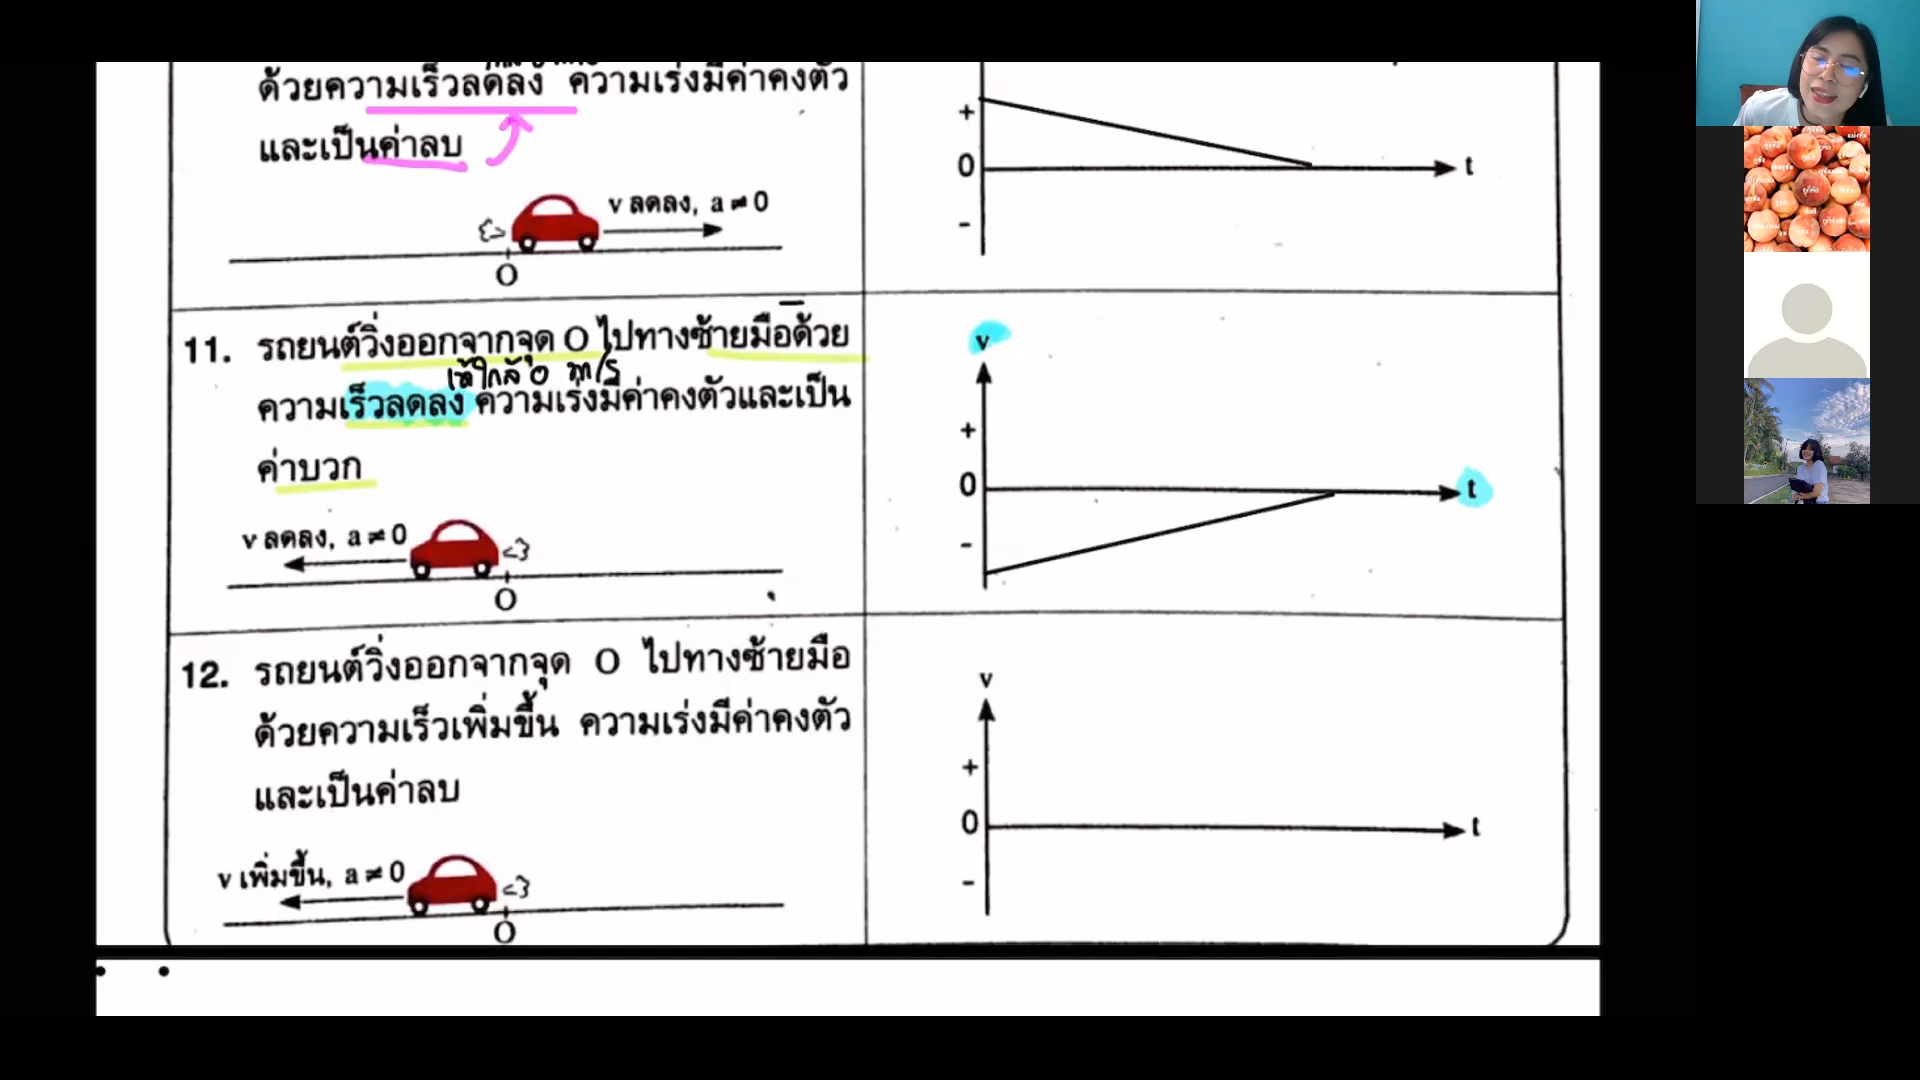 ด้วยความเร็วลดลง ความเร่งมีค่าคงตัว
และเป็นค่าลบ
v ลดลง, a ≠ 0
O
+
0
-
t
11. รถยนต์วิ่งออกจากจุด O ไปทางซ้ายมือด้วย
เข้าใกล้ 0 m/s
ความเร็วลดลง ความเร่งมีค่าคงตัวและเป็น
ค่าบวก
v ลดลง, a ≠ 0
O
v
+
0
-
t
12. รถยนต์วิ่งออกจากจุด O ไปทางซ้ายมือ
ด้วยความเร็วเพิ่มขึ้น ความเร่งมีค่าคงตัว
และเป็นค่าลบ
v เพิ่มขึ้น, a ≠ 0
O
v
+
0
-
t